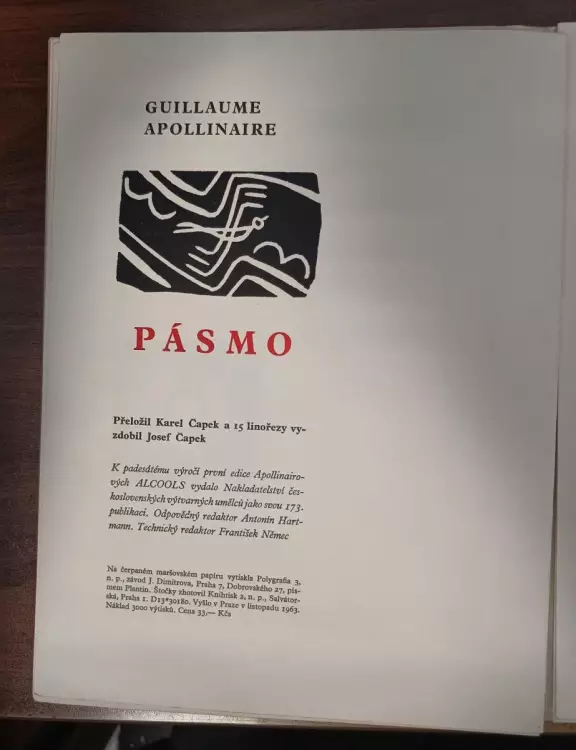 GUILLAUME
APOLLINAIRE
PÁSMO
Přeložil Karel Čapek a 15 linořezy vy-
zdobil Josef Čapek
K padesátému výročí první edice Apollinairo-
vých ALCOOLS vydalo Nakladatelství čes-
koslovenských výtvarných umělců jako svou 173.
publikaci. Odpovědný redaktor Antonín Hart-
mann. Technický redaktor František Němec
Na čerpaném maršovském papíru vytiskla Polygrafia 3,
n. p., závod J. Dimitrova, Praha 7, Dobrovského 27, pís-
mem Plantin. Štočky zhotovil Knihtisk 2, n. p., Salvátor-
ská, Praha 1. D13*30180. Vyšlo v Praze v listopadu 1963.
Náklad 3000 výtisků. Cena 33,— Kčs